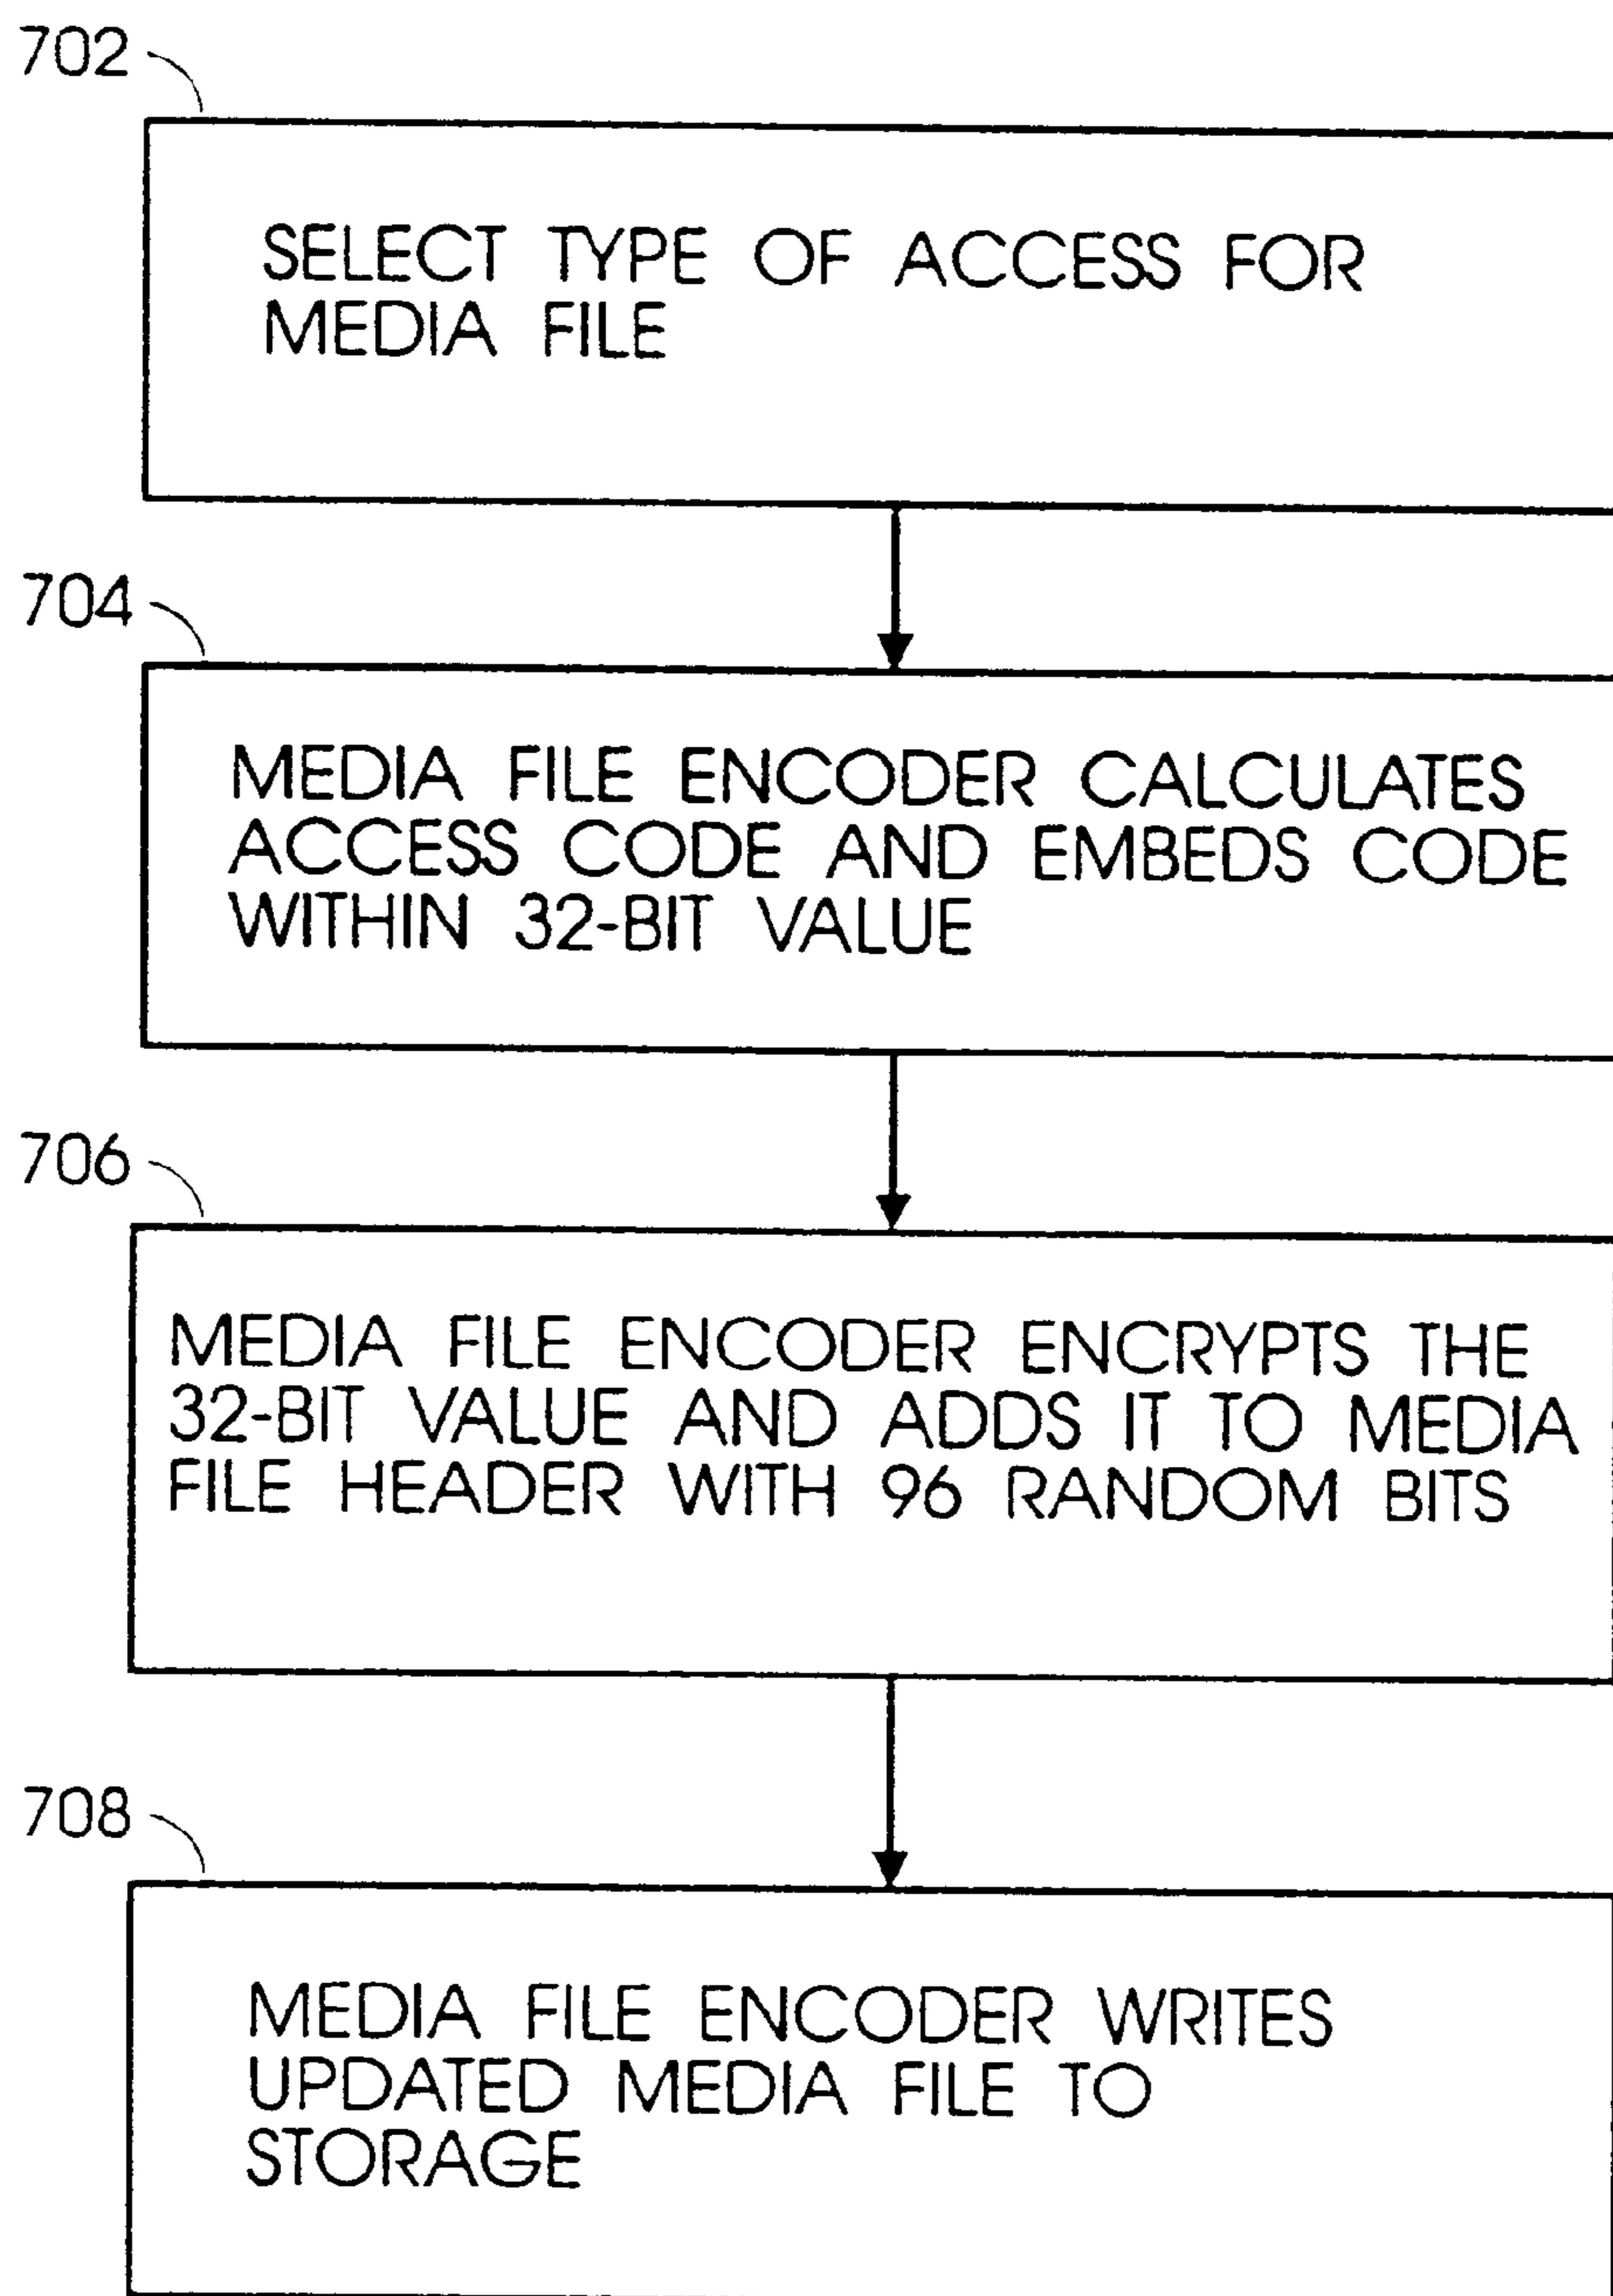 702
SELECT TYPE OF ACCESS FOR
MEDIA FILE
704
MEDIA FILE ENCODER CALCULATES
ACCESS CODE AND EMBEDS CODE
WITHIN 32-BIT VALUE
706
MEDIA FILE ENCODER ENCRYPTS THE
32-BIT VALUE AND ADDS IT TO MEDIA
FILE HEADER WITH 96 RANDOM BITS
708
MEDIA FILE ENCODER WRITES
UPDATED MEDIA FILE TO
STORAGE